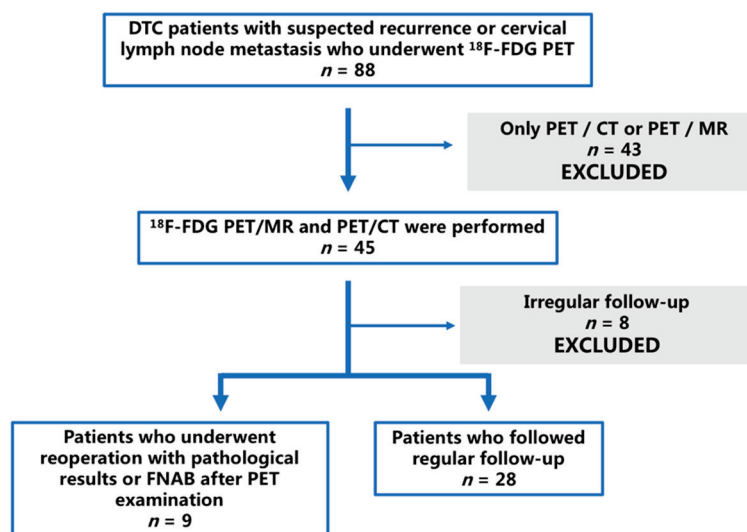 DTC patients with suspected recurrence or cervical
lymph node metastasis who underwent ¹⁸F-FDG PET
n = 88
Only PET / CT or PET / MR
n = 43
EXCLUDED
¹⁸F-FDG PET/MR and PET/CT were performed
n = 45
Irregular follow-up
n = 8
EXCLUDED
Patients who underwent
reoperation with pathological
results or FNAB after PET
examination
n = 9
Patients who followed
regular follow-up
n = 28